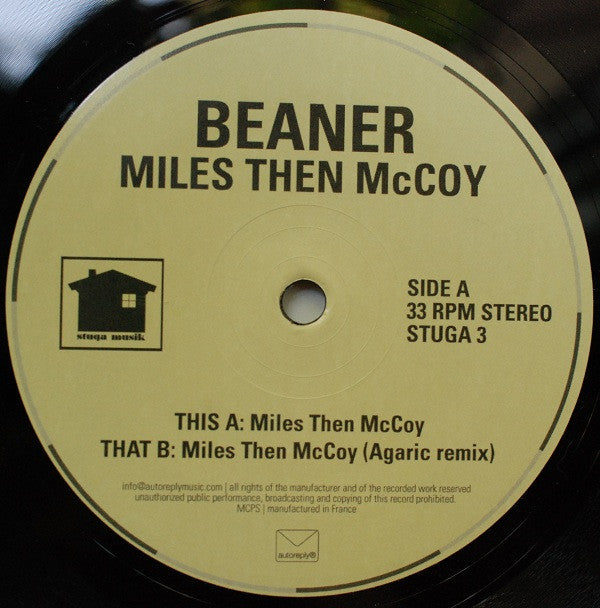 BEANER
MILES THEN McCOY
stuga musik
SIDE A
33 RPM STEREO
STUGA 3
THIS A: Miles Then McCoy
THAT B: Miles Then McCoy (Agaric remix)
info@autoreplymusic.com | all rights of the manufacturer and of the recorded work reserved
unauthorized public performance, broadcasting and copying of this record prohibited.
MCPS | manufactured in France
autoreply®